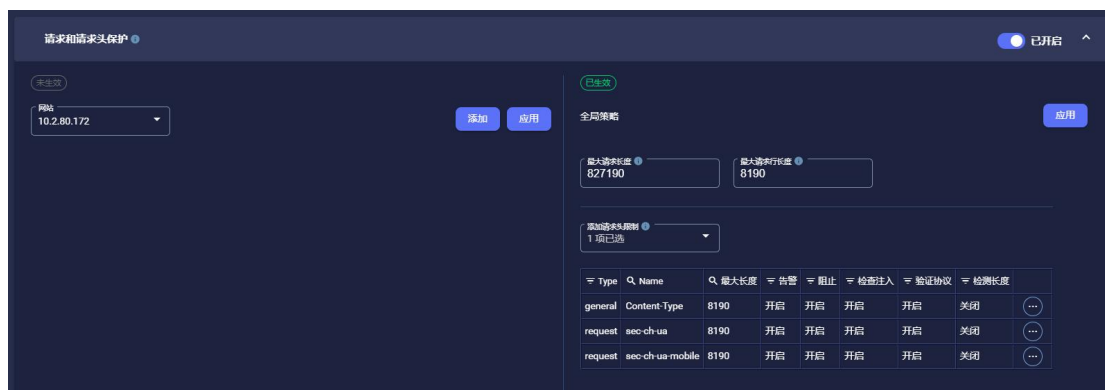 请求和请求头保护
已开启
未生效
网站
10.2.80.172
添加
应用
已生效
全局策略
应用
最大请求长度
827190
最大请求行长度
8190
添加请求头限制
1 项已选
Type Name 最大长度 告警 阻止 检查注入 验证协议 检测长度
general Content-Type 8190 开启 开启 开启 开启 关闭
request sec-ch-ua 8190 开启 开启 开启 开启 关闭
request sec-ch-ua-mobile 8190 开启 开启 开启 开启 关闭